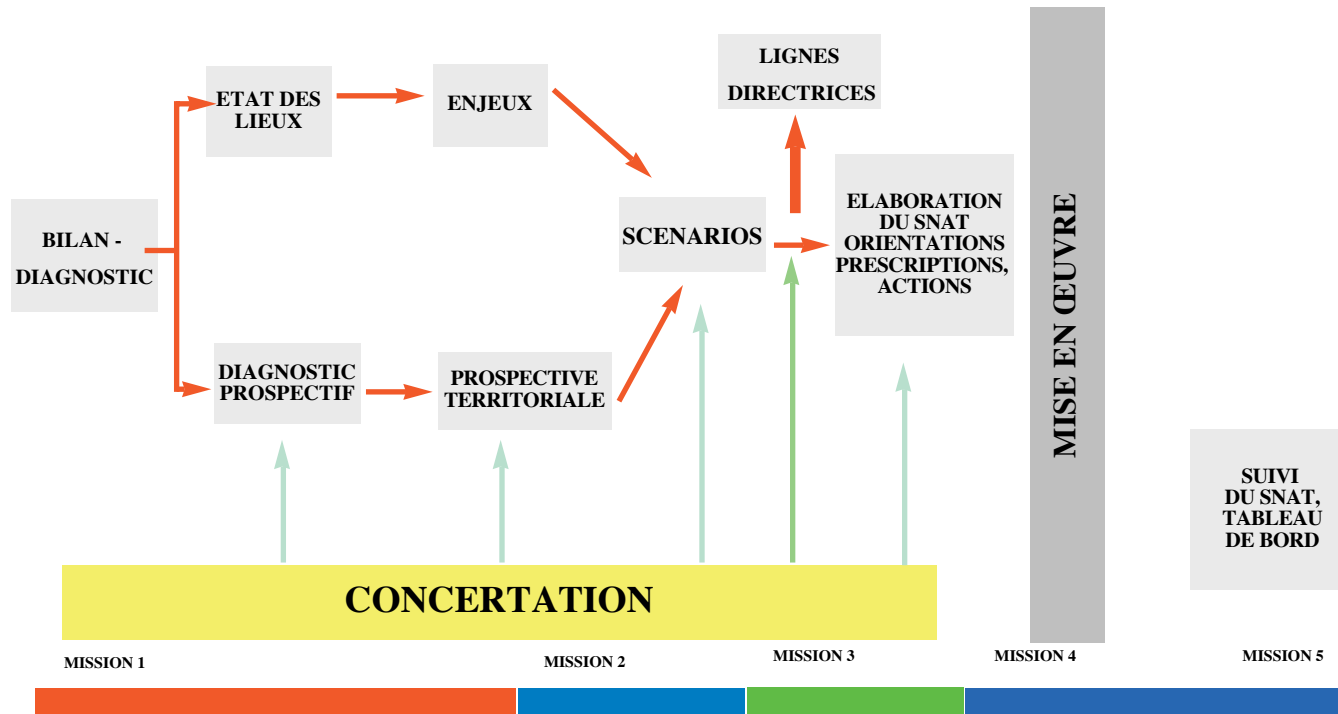 BILAN -
DIAGNOSTIC
ETAT DES
LIEUX
ENJEUX
DIAGNOSTIC
PROSPECTIF
PROSPECTIVE
TERRITORIALE
SCENARIOS
LIGNES
DIRECTRICES
ELABORATION
DU SNAT
ORIENTATIONS
PRESCRIPTIONS,
ACTIONS
MISE EN ŒUVRE
SUIVI
DU SNAT,
TABLEAU
DE BORD
CONCERTATION
MISSION 1
MISSION 2
MISSION 3
MISSION 4
MISSION 5